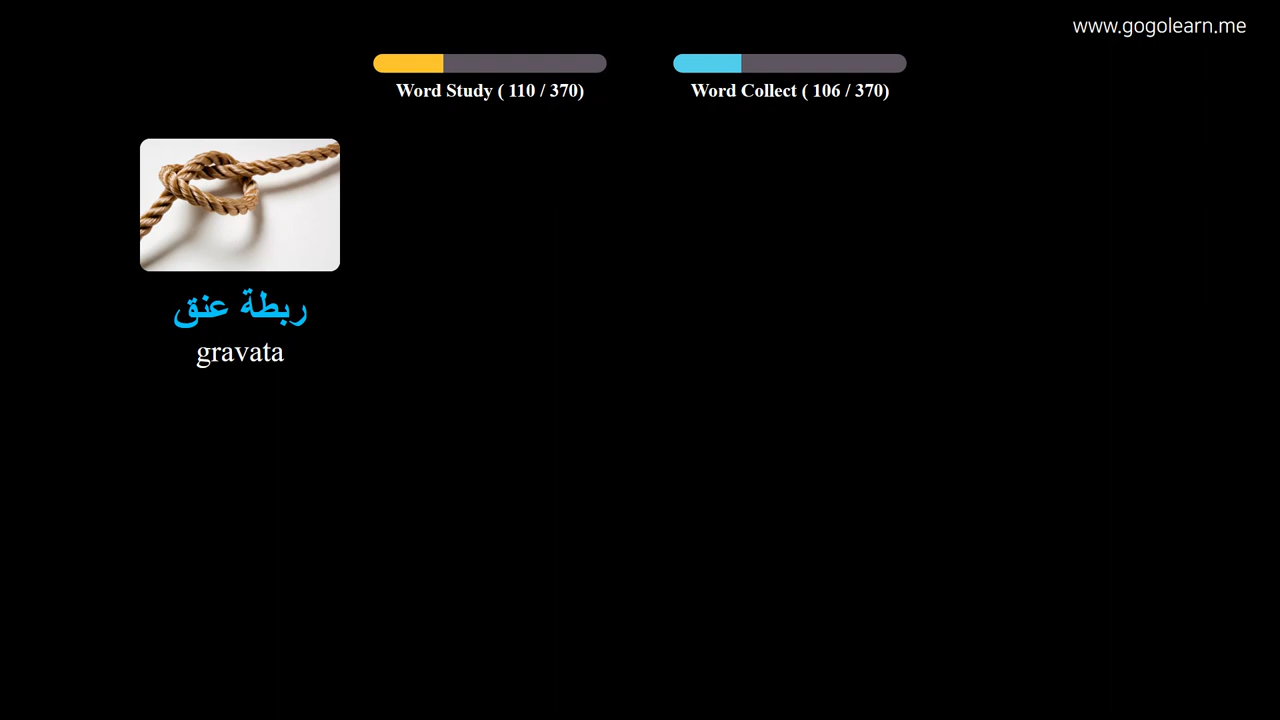 www.gogolearn.me
Word Study ( 110 / 370)
Word Collect ( 106 / 370)
ربطة عنق
gravata